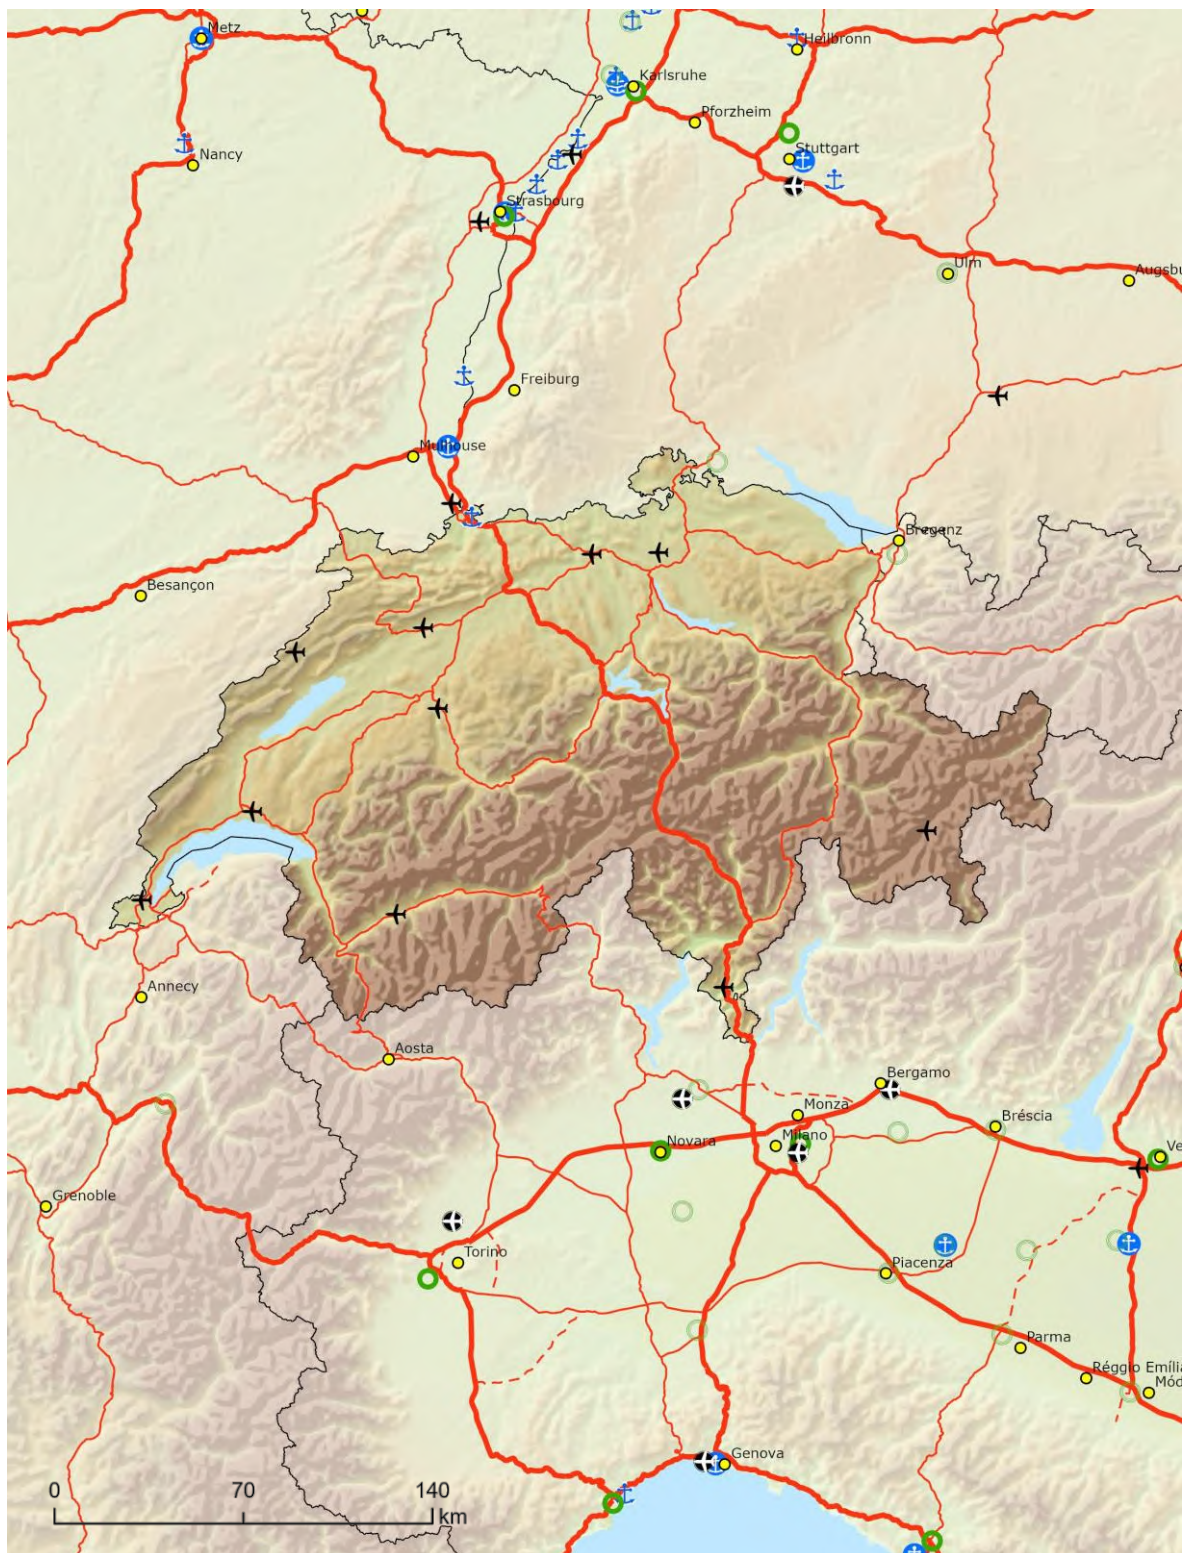 Metz
Heilbronn
Karlsruhe
Pforzheim
Nancy
Stuttgart
Strasbourg
Ulm
Augsbu
Freiburg
Mulhouse
Bregenz
Besançon
Annecy
Aosta
Bergamo
Monza
Bréscia
Novara
Milano
Ve
Grenoble
Torino
Piacenza
Parma
Réggio Emília
Mód
Genova
0 70 140
km